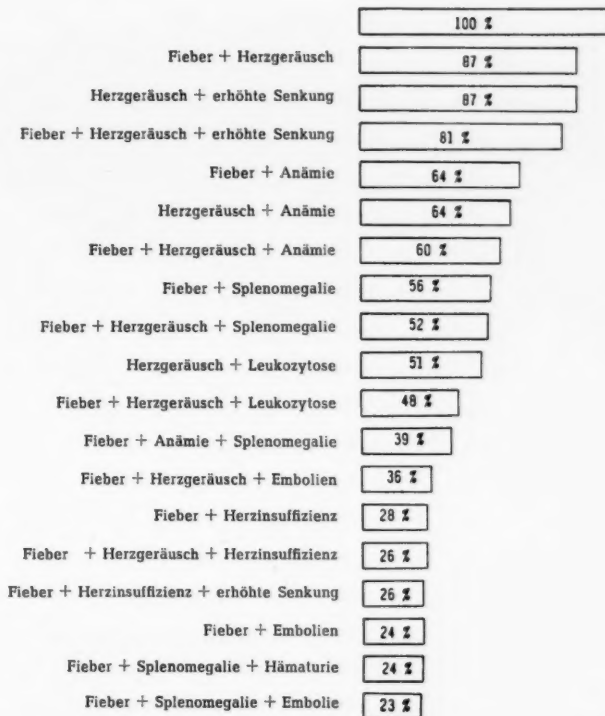 100 %
Fieber + Herzgeräusch 87 %
Herzgeräusch + erhöhte Senkung 87 %
Fieber + Herzgeräusch + erhöhte Senkung 81 %
Fieber + Anämie 64 %
Herzgeräusch + Anämie 64 %
Fieber + Herzgeräusch + Anämie 60 %
Fieber + Splenomegalie 56 %
Fieber + Herzgeräusch + Splenomegalie 52 %
Herzgeräusch + Leukozytose 51 %
Fieber + Herzgeräusch + Leukozytose 48 %
Fieber + Anämie + Splenomegalie 39 %
Fieber + Herzgeräusch + Embolien 36 %
Fieber + Herzinsuffizienz 28 %
Fieber + Herzgeräusch + Herzinsuffizienz 26 %
Fieber + Herzinsuffizienz + erhöhte Senkung 26 %
Fieber + Embolien 24 %
Fieber + Splenomegalie + Hämaturie 24 %
Fieber + Splenomegalie + Embolie 23 %